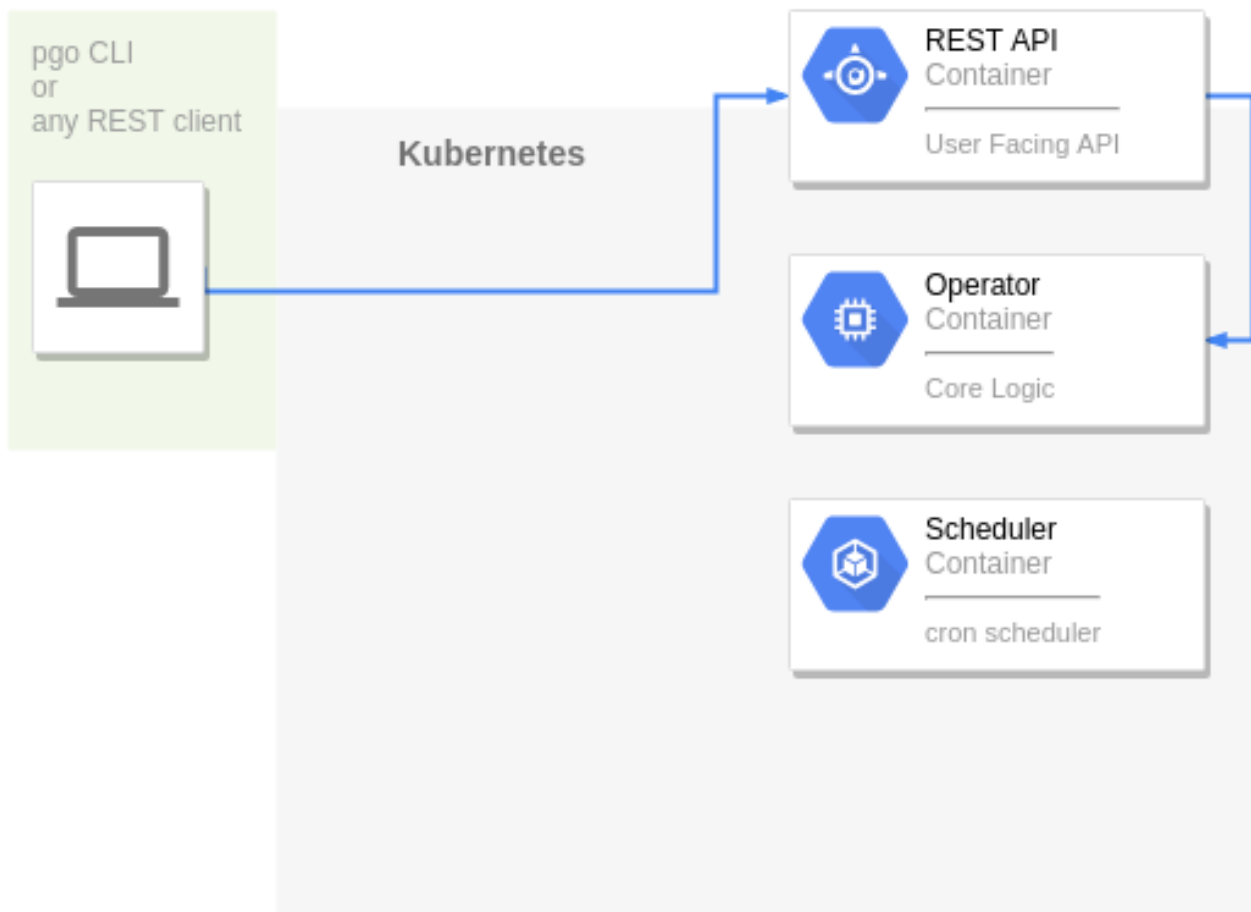 pgo CLI
or
any REST client
Kubernetes
REST API
Container
User Facing API
Operator
Container
Core Logic
Scheduler
Container
cron scheduler